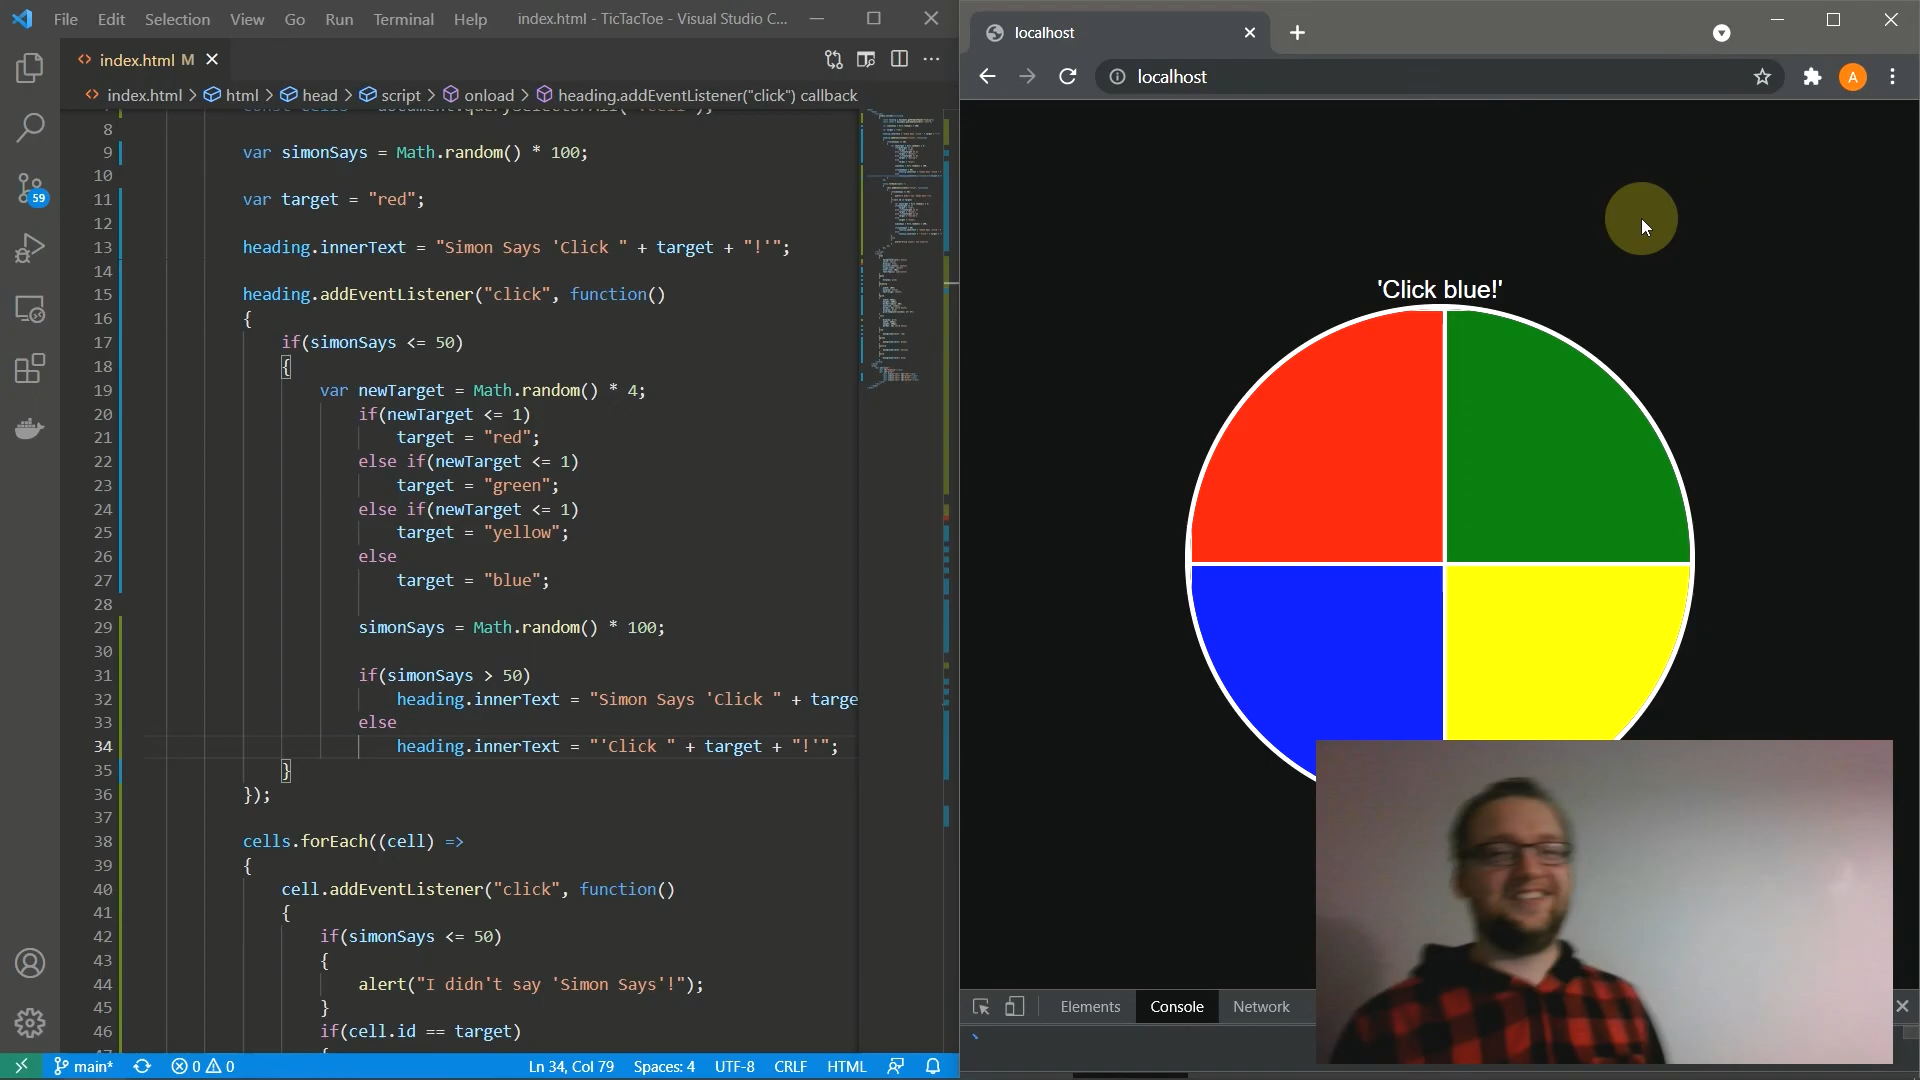 File Edit Selection View Go Run Terminal Help index.html - TicTacToe - Visual Studio C...
index.html M
index.html > html > head > script > onload > heading.addEventListener("click") callback
8
9 var simonSays = Math.random() * 100;
10
11 var target = "red";
12
13 heading.innerText = "Simon Says 'Click " + target + "!'";
14
15 heading.addEventListener("click", function()
16 {
17 if(simonSays <= 50)
18 {
19 var newTarget = Math.random() * 4;
20 if(newTarget <= 1)
21 target = "red";
22 else if(newTarget <= 1)
23 target = "green";
24 else if(newTarget <= 1)
25 target = "yellow";
26 else
27 target = "blue";
28
29 simonSays = Math.random() * 100;
30
31 if(simonSays > 50)
32 heading.innerText = "Simon Says 'Click " + targe
33 else
34 heading.innerText = "'Click " + target + "!'";
35 }
36 });
37
38 cells.forEach((cell) =>
39 {
40 cell.addEventListener("click", function()
41 {
42 if(simonSays <= 50)
43 {
44 alert("I didn't say 'Simon Says'!");
45 }
46 if(cell.id == target)
59
main* 0 0 Ln 34, Col 79 Spaces: 4 UTF-8 CRLF HTML
localhost
localhost
A
'Click blue!'
Elements Console Network